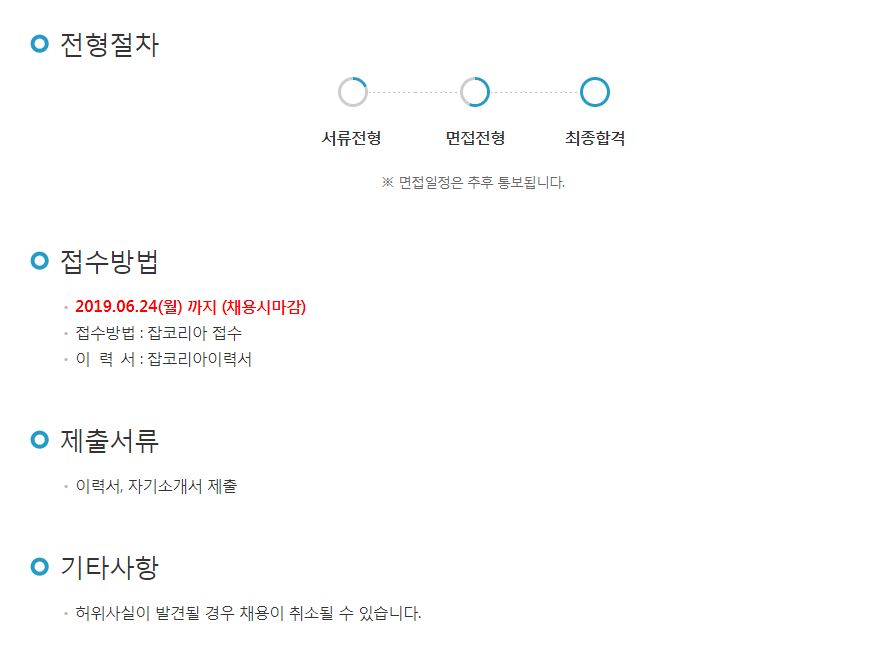 전형절차
서류전형 면접전형 최종합격
※ 면접일정은 추후 통보됩니다.
접수방법
2019.06.24(월) 까지 (채용시마감)
접수방법 : 잡코리아 접수
이 력 서 : 잡코리아이력서
제출서류
이력서, 자기소개서 제출
기타사항
허위사실이 발견될 경우 채용이 취소될 수 있습니다.